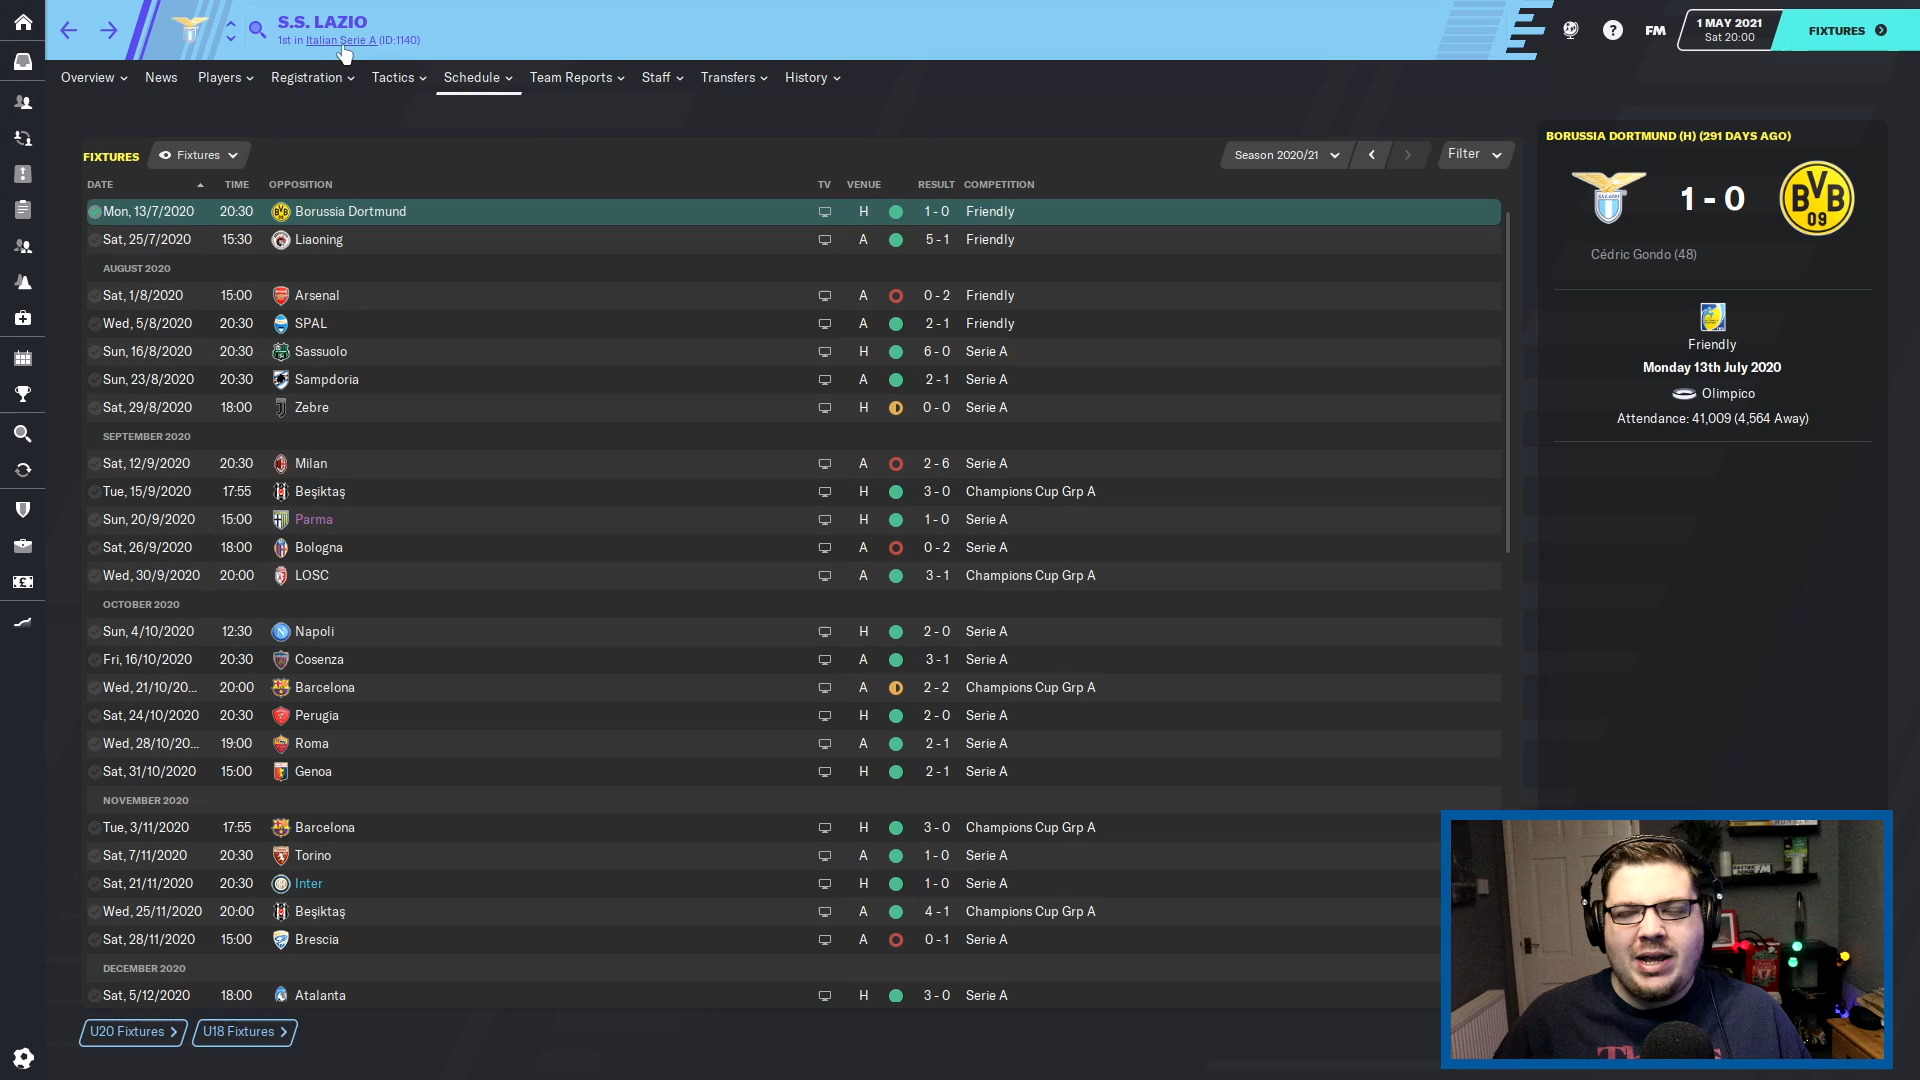 S.S. LAZIO
1st in Italian Serie A (ID:1140)
FM
1 MAY 2021
Sat 20:00
FIXTURES
Overview
News
Players
Registration
Tactics
Schedule
Team Reports
Staff
Transfers
History
FIXTURES
Fixtures
Season 2020/21
Filter
DATE TIME OPPOSITION TV VENUE RESULT COMPETITION
Mon, 13/7/2020 20:30 Borussia Dortmund H 1 - 0 Friendly
Sat, 25/7/2020 15:30 Liaoning A 5 - 1 Friendly
AUGUST 2020
Sat, 1/8/2020 15:00 Arsenal A 0 - 2 Friendly
Wed, 5/8/2020 20:30 SPAL A 2 - 1 Friendly
Sun, 16/8/2020 20:30 Sassuolo H 6 - 0 Serie A
Sun, 23/8/2020 20:30 Sampdoria A 2 - 1 Serie A
Sat, 29/8/2020 18:00 Zebre H 0 - 0 Serie A
SEPTEMBER 2020
Sat, 12/9/2020 20:30 Milan A 2 - 6 Serie A
Tue, 15/9/2020 17:55 Beşiktaş H 3 - 0 Champions Cup Grp A
Sun, 20/9/2020 15:00 Parma H 1 - 0 Serie A
Sat, 26/9/2020 18:00 Bologna A 0 - 2 Serie A
Wed, 30/9/2020 20:00 LOSC A 3 - 1 Champions Cup Grp A
OCTOBER 2020
Sun, 4/10/2020 12:30 Napoli H 2 - 0 Serie A
Fri, 16/10/2020 20:30 Cosenza A 3 - 1 Serie A
Wed, 21/10/20... 20:00 Barcelona A 2 - 2 Champions Cup Grp A
Sat, 24/10/2020 20:30 Perugia H 2 - 0 Serie A
Wed, 28/10/20... 19:00 Roma A 2 - 1 Serie A
Sat, 31/10/2020 15:00 Genoa H 2 - 1 Serie A
NOVEMBER 2020
Tue, 3/11/2020 17:55 Barcelona H 3 - 0 Champions Cup Grp A
Sat, 7/11/2020 20:30 Torino A 1 - 0 Serie A
Sat, 21/11/2020 20:30 Inter H 1 - 0 Serie A
Wed, 25/11/2020 20:00 Beşiktaş A 4 - 1 Champions Cup Grp A
Sat, 28/11/2020 15:00 Brescia A 0 - 1 Serie A
DECEMBER 2020
Sat, 5/12/2020 18:00 Atalanta H 3 - 0 Serie A
U20 Fixtures
U18 Fixtures
BORUSSIA DORTMUND (H) (291 DAYS AGO)
1 - 0
BVB
09
Cédric Gondo (48)
Friendly
Monday 13th July 2020
Olimpico
Attendance: 41,009 (4,564 Away)